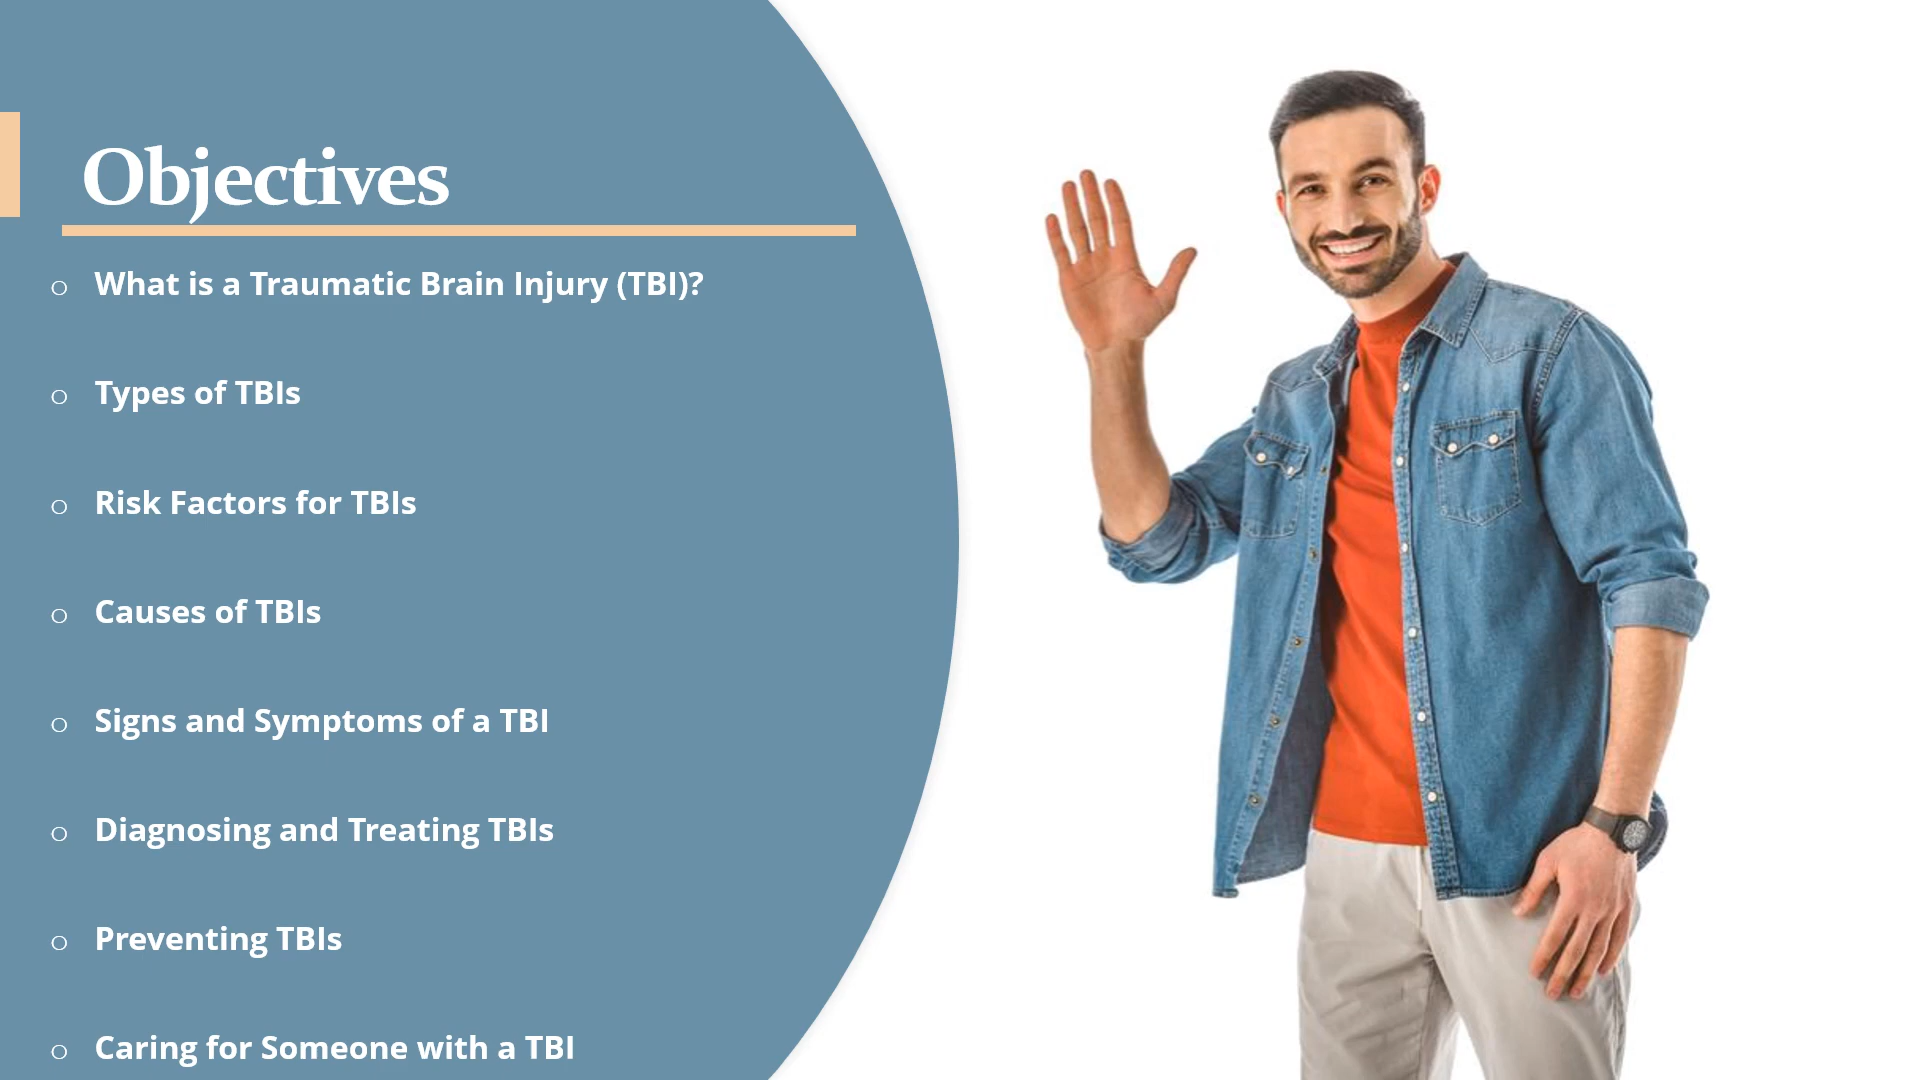 Objectives
What is a Traumatic Brain Injury (TBI)?
Types of TBIs
Risk Factors for TBIs
Causes of TBIs
Signs and Symptoms of a TBI
Diagnosing and Treating TBIs
Preventing TBIs
Caring for Someone with a TBI